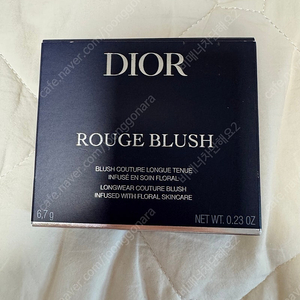 DIOR
ROUGE BLUSH
BLUSH COUTURE LONGUE TENUE
INFUSÉ EN SOIN FLORAL
LONGWEAR COUTURE BLUSH
INFUSED WITH FLORAL SKINCARE
6,7 g
NET WT. 0.23 OZ